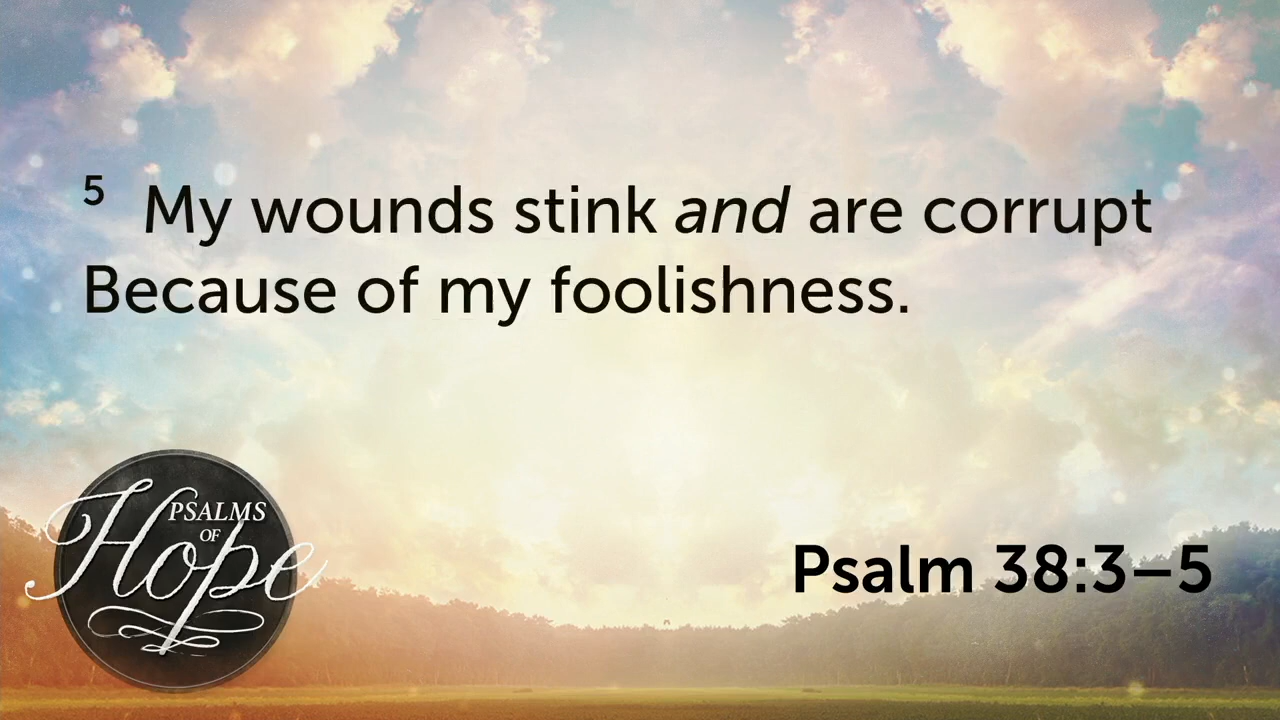 5 My wounds stink and are corrupt
Because of my foolishness.
PSALMS
OF
Hope
Psalm 38:3–5